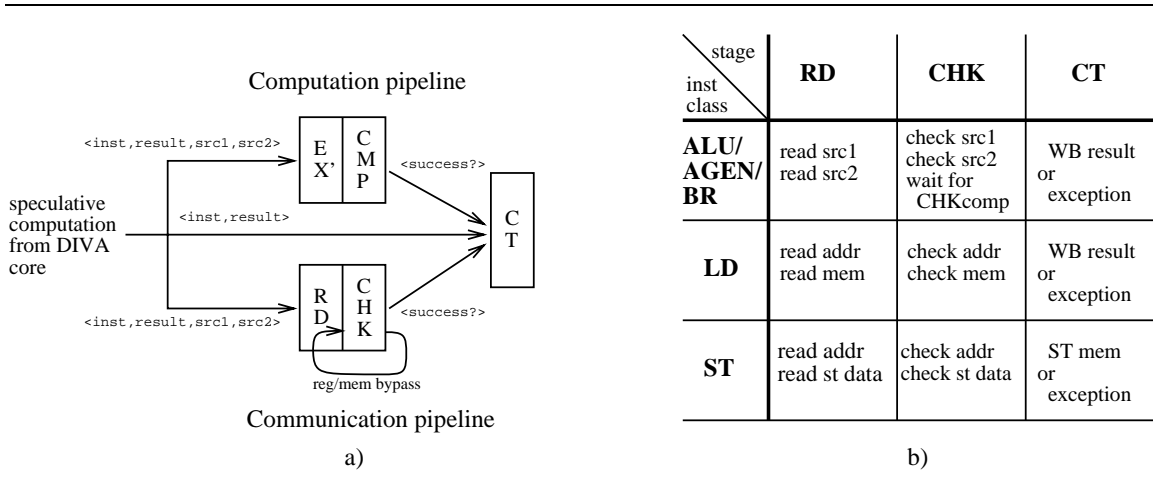 Computation pipeline
<inst,result,src1,src2>
E
X'
C
M
P
<success?>
speculative
computation
from DIVA
core
<inst,result>
C
T
<inst,result,src1,src2>
R
D
C
H
K
<success?>
reg/mem bypass
Communication pipeline
a)
stage
inst
class
RD
CHK
CT
ALU/
AGEN/
BR
read src1
read src2
check src1
check src2
wait for
CHKcomp
WB result
or
exception
LD
read addr
read mem
check addr
check mem
WB result
or
exception
ST
read addr
read st data
check addr
check st data
ST mem
or
exception
b)